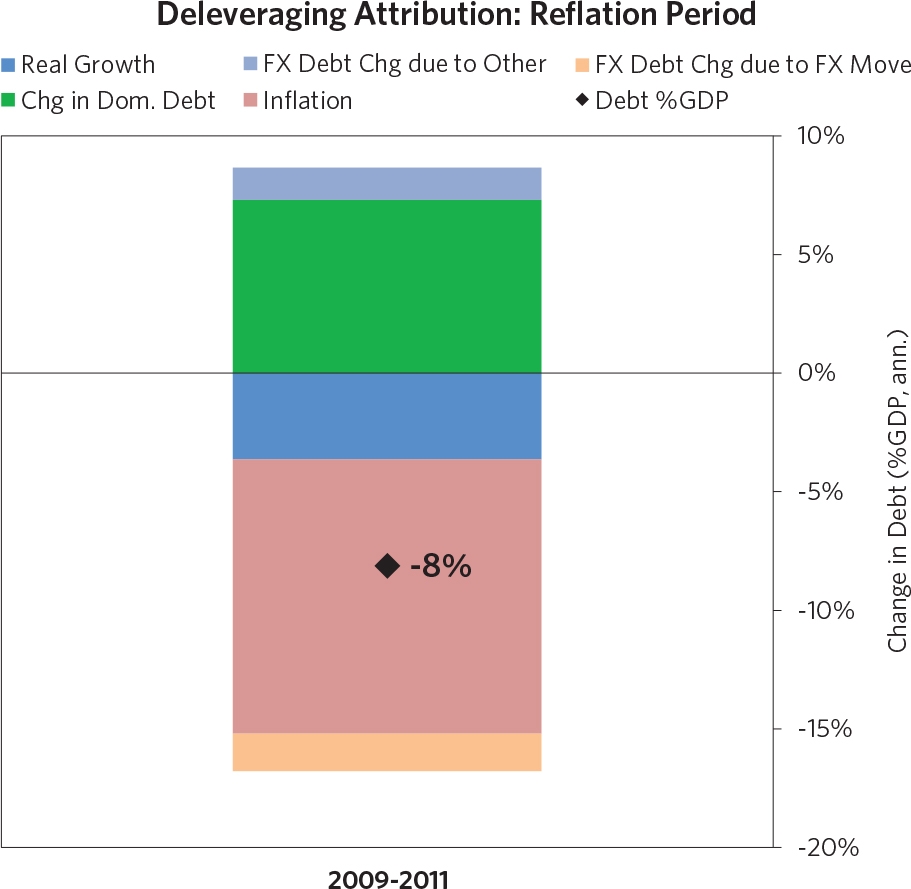 Deleveraging Attribution: Reflation Period
Real Growth FX Debt Chg due to Other FX Debt Chg due to FX Move
Chg in Dom. Debt Inflation Debt %GDP
10%
5%
0%
-5%
-10%
-15%
-20%
Change in Debt (%GDP, ann.)
-8%
2009-2011